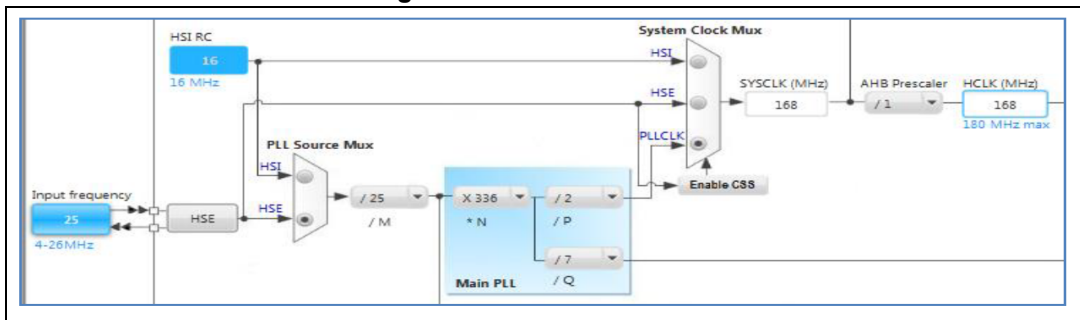 HSI RC
16
16 MHz
System Clock Mux
HSI
HSE
PLLCLK
SYSCLK (MHz)
168
AHB Prescaler
/ 1
HCLK (MHz)
168
180 MHz max
Enable CSS
PLL Source Mux
HSI
HSE
Input frequency
25
4-26MHz
HSE
/ 25
/ M
X 336
* N
/ 2
/ P
/ 7
/ Q
Main PLL